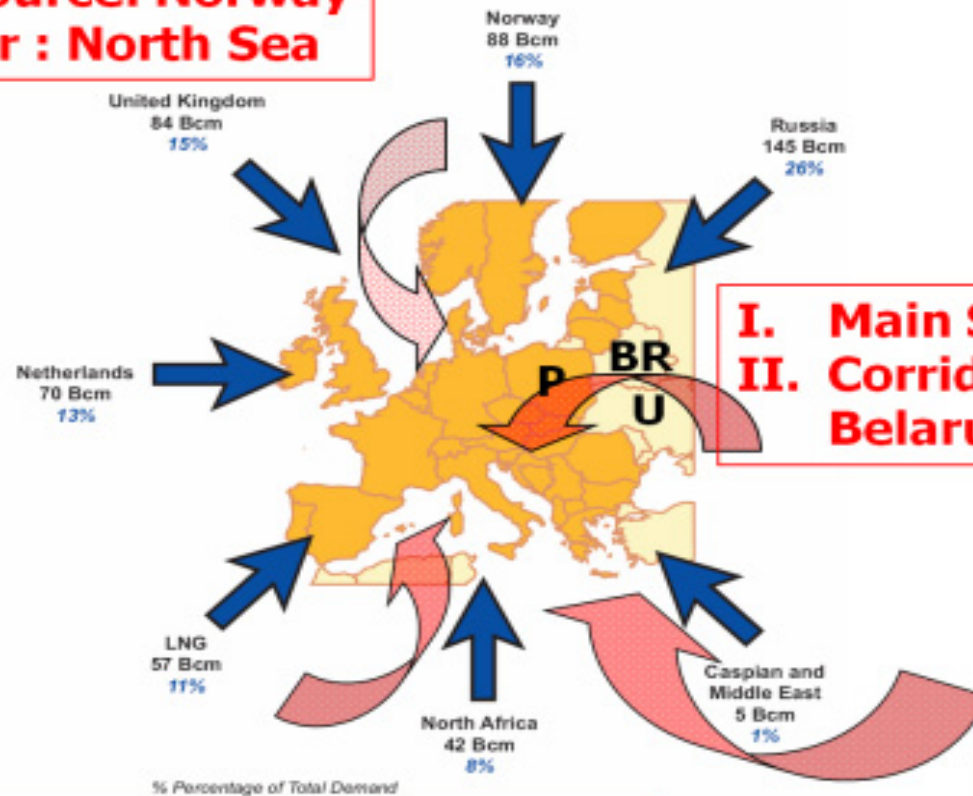 Norway
r : North Sea
Norway
88 Bcm
16%
United Kingdom
84 Bcm
15%
Russia
145 Bcm
26%
I. Main
II.
BR
P
U
Netherlands
70 Bcm
13%
LNG
57 Bcm
11%
North Africa
42 Bcm
8%
Caspian and
Middle East
5 Bcm
1%
% Percentage of Total Demand